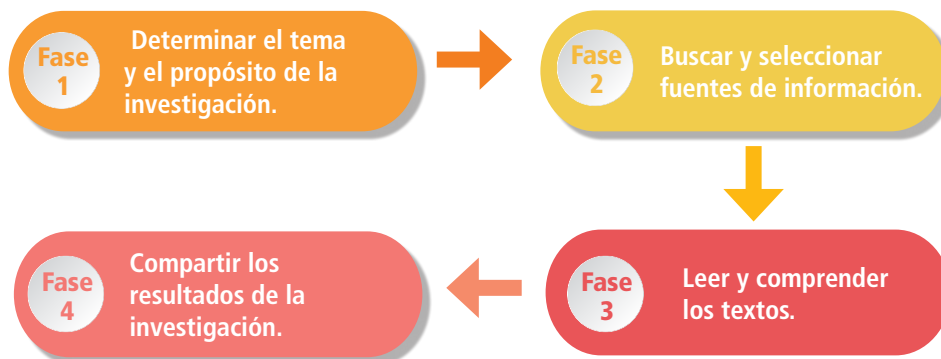 Fase
1
Determinar el tema
y el propósito de la
investigación.
Fase
2
Buscar y seleccionar
fuentes de información.
Fase
3
Leer y comprender
los textos.
Fase
4
Compartir los
resultados de la
investigación.